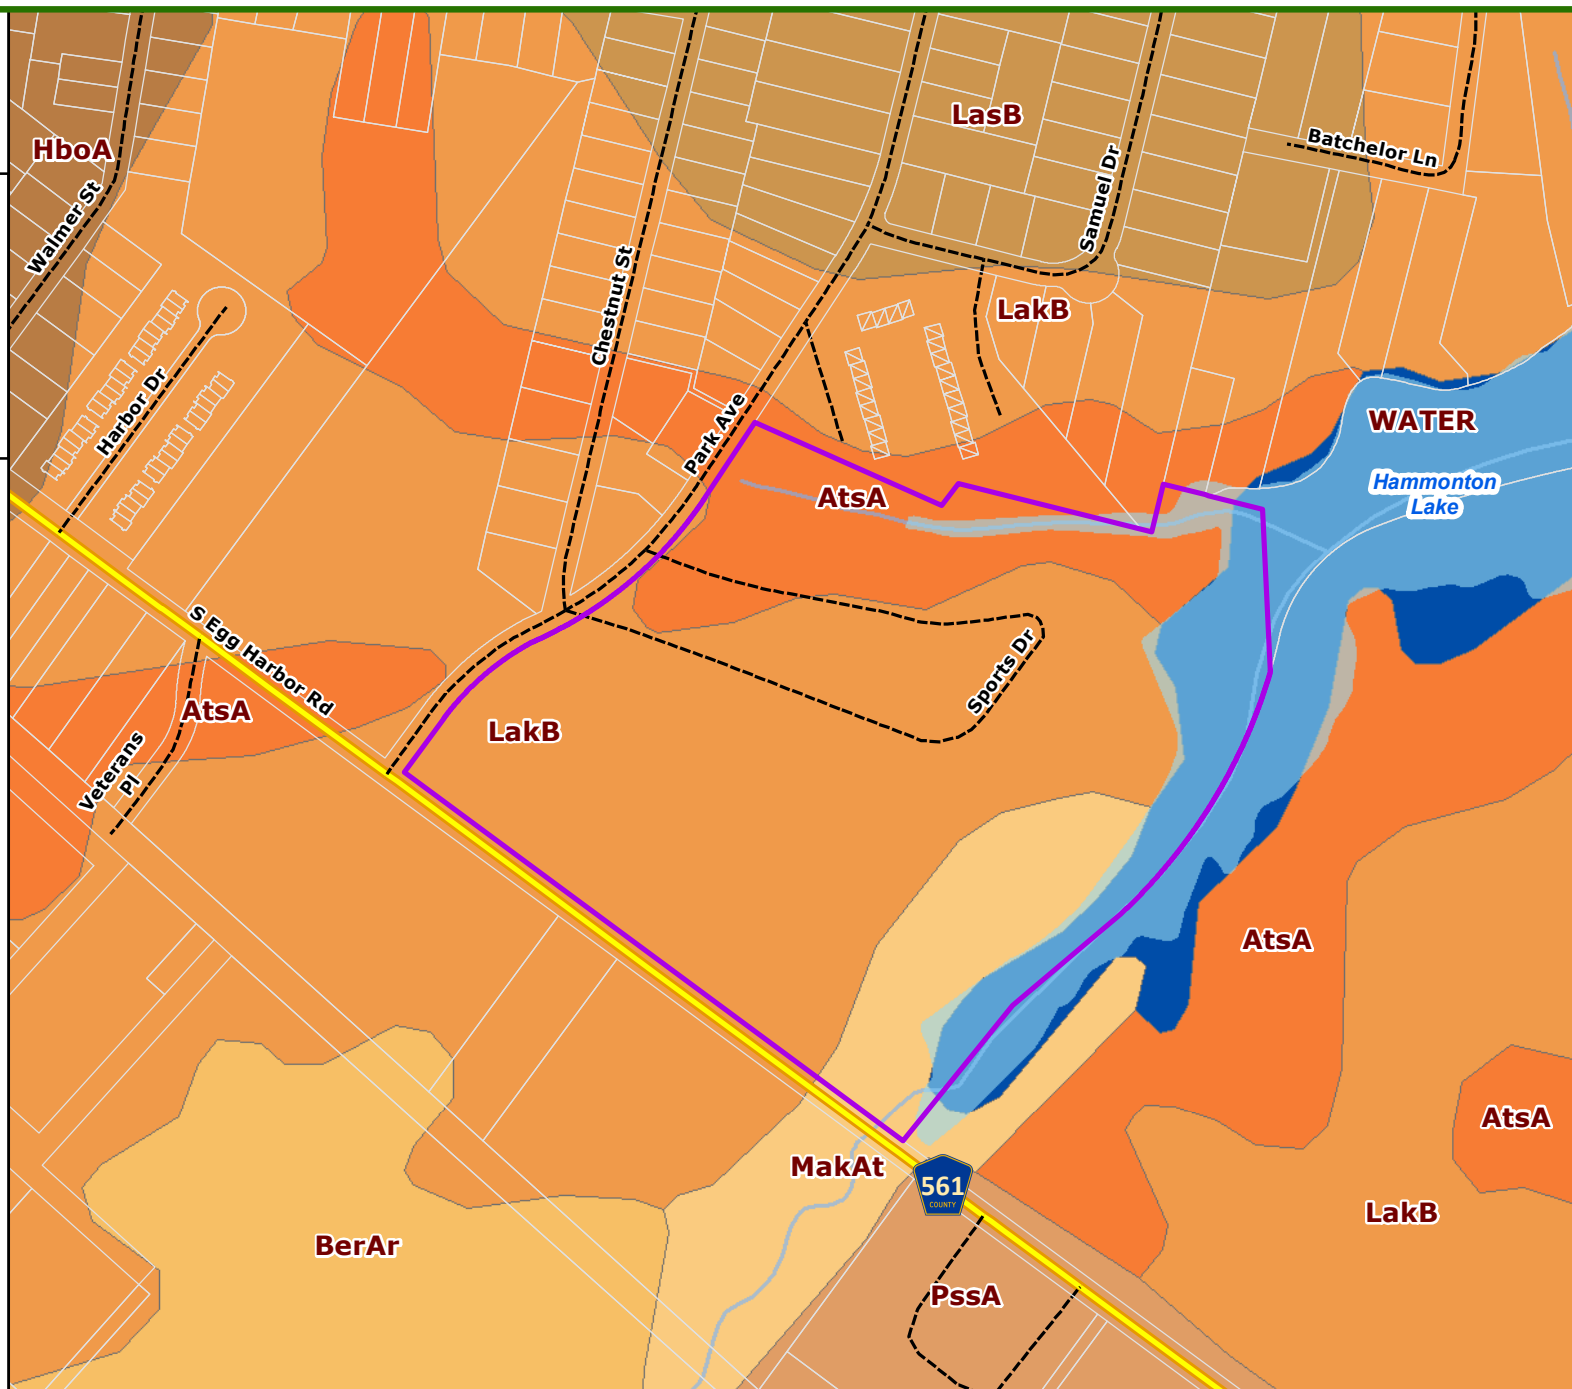 LasB
Batchelor Ln
HboA
Samuel Dr
Walmer St
Chestnut St
LakB
Harbor Dr
Park Ave
WATER
Hammonton
Lake
AtsA
S Egg Harbor Rd
Sports Dr
AtsA
LakB
Veterans
Pl
AtsA
AtsA
MakAt
561
COUNTY
LakB
BerAr
PssA